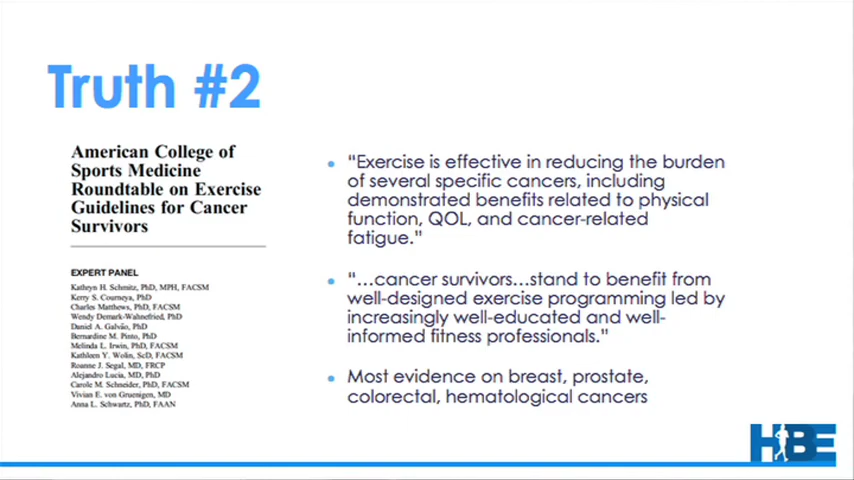 Truth #2
American College of
Sports Medicine
Roundtable on Exercise
Guidelines for Cancer
Survivors
EXPERT PANEL
Kathryn H. Schmitz, PhD, MPH, FACSM
Kerry S. Courneya, PhD
Charles Matthews, PhD, FACSM
Wendy Demark-Wahnefried, PhD
Daniel A. Galvão, PhD
Bernardine M. Pinto, PhD
Melinda L. Irwin, PhD, FACSM
Kathleen Y. Wolin, ScD, FACSM
Roanne J. Segal, MD, FRCP
Alejandro Lucia, MD, PhD
Carole M. Schneider, PhD, FACSM
Vivian E. von Gruenigen, MD
Anna L. Schwartz, PhD, FAAN
• “Exercise is effective in reducing the burden
of several specific cancers, including
demonstrated benefits related to physical
function, QOL, and cancer-related
fatigue.”
• “…cancer survivors…stand to benefit from
well-designed exercise programming led by
increasingly well-educated and well-
informed fitness professionals.”
• Most evidence on breast, prostate,
colorectal, hematological cancers
HBE